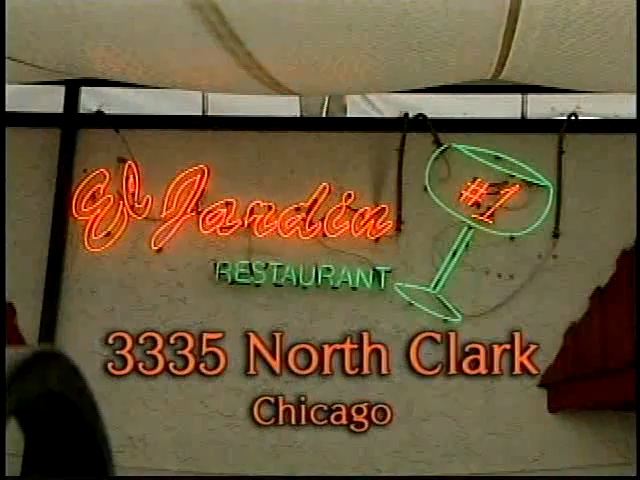 El Jardin
#1
RESTAURANT
3335 North Clark
Chicago